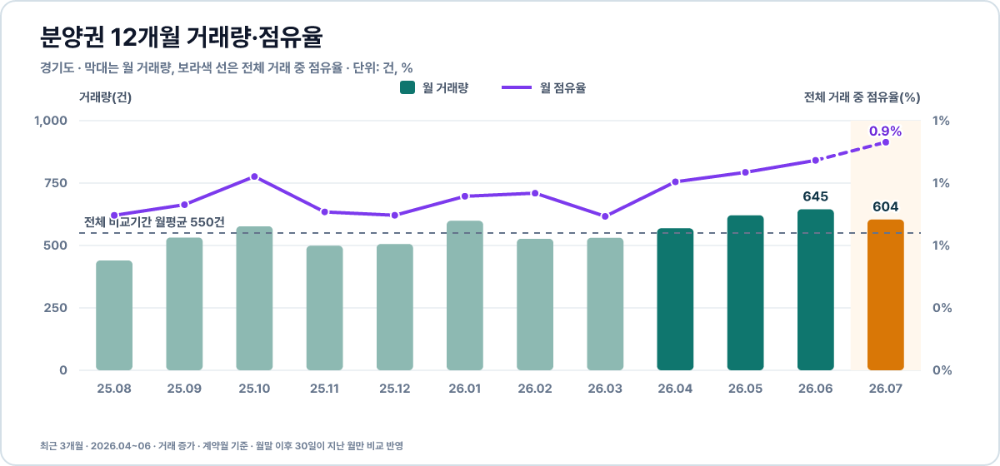 분양권 12개월 거래량·점유율
경기도 · 막대는 월 거래량, 보라색 선은 전체 거래 중 점유율 · 단위: 건, %
월 거래량
월 점유율
거래량(건)
전체 거래 중 점유율(%)
1,000
1%
0.9%
750
1%
645
604
전체 비교기간 월평균 550건
500
1%
250
0%
0
0%
25.08 25.09 25.10 25.11 25.12 26.01 26.02 26.03 26.04 26.05 26.06 26.07
최근 3개월 · 2026.04~06 · 거래 증가 · 계약월 기준 · 월말 이후 30일이 지난 월만 비교 반영